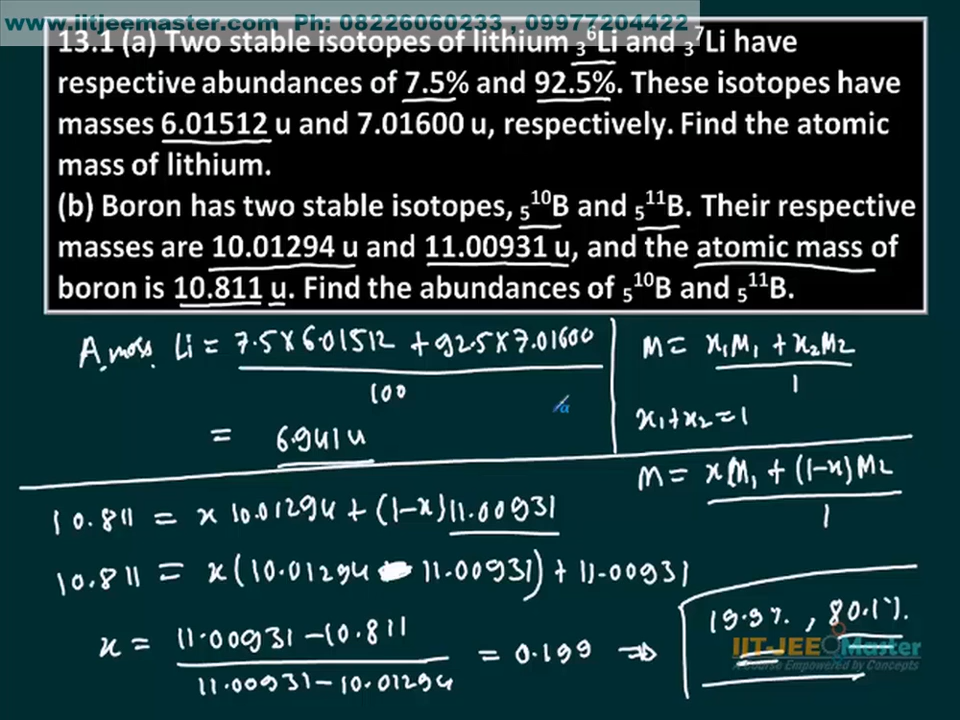 www.iitjeemaster.com Ph: 08226060233 , 09977204422
13.1 (a) Two stable isotopes of lithium ₃⁶Li and ₃⁷Li have
respective abundances of 7.5% and 92.5%. These isotopes have
masses 6.01512 u and 7.01600 u, respectively. Find the atomic
mass of lithium.
(b) Boron has two stable isotopes, ₅¹⁰B and ₅¹¹B. Their respective
masses are 10.01294 u and 11.00931 u, and the atomic mass of
boron is 10.811 u. Find the abundances of ₅¹⁰B and ₅¹¹B.
A.mass Li = 7.5 x 6.01512 + 92.5 x 7.01600
100
= 6.941 u
M = x₁M₁ + x₂M₂
1
x₁+x₂=1
M = xM₁ + (1-x)M₂
1
10.811 = x 10.01294 + (1-x) 11.00931
10.811 = x(10.01294 - 11.00931) + 11.00931
x = 11.00931 - 10.811
11.00931 - 10.01294
= 0.199 ⇒
19.9%, 80.1%.
IIT-JEE Master
A Course Empowered by Concepts